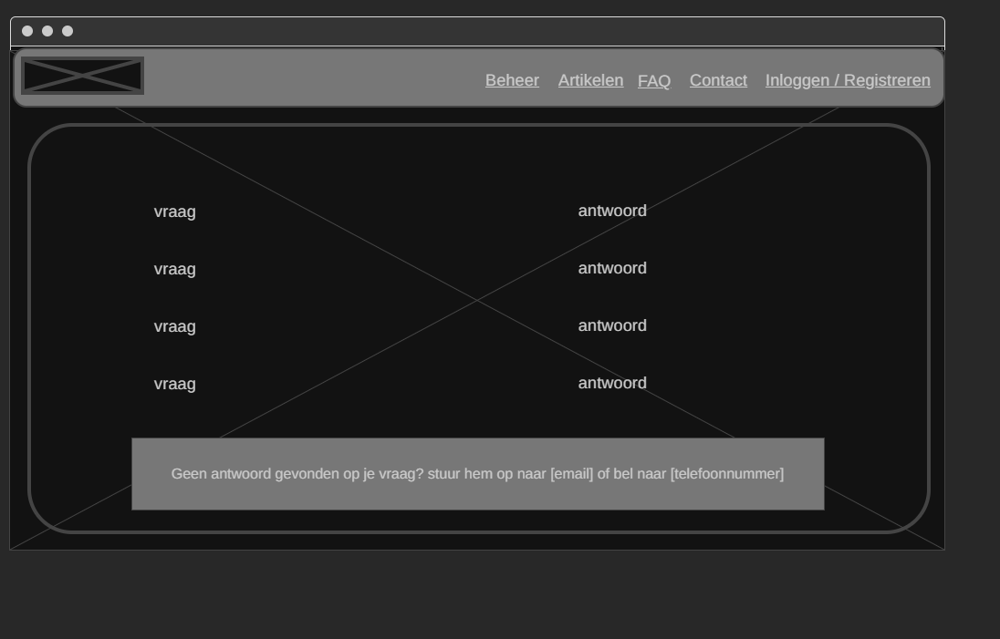 Beheer Artikelen FAQ Contact Inloggen / Registreren
vraag antwoord
vraag antwoord
vraag antwoord
vraag antwoord
Geen antwoord gevonden op je vraag? stuur hem op naar [email] of bel naar [telefoonnummer]